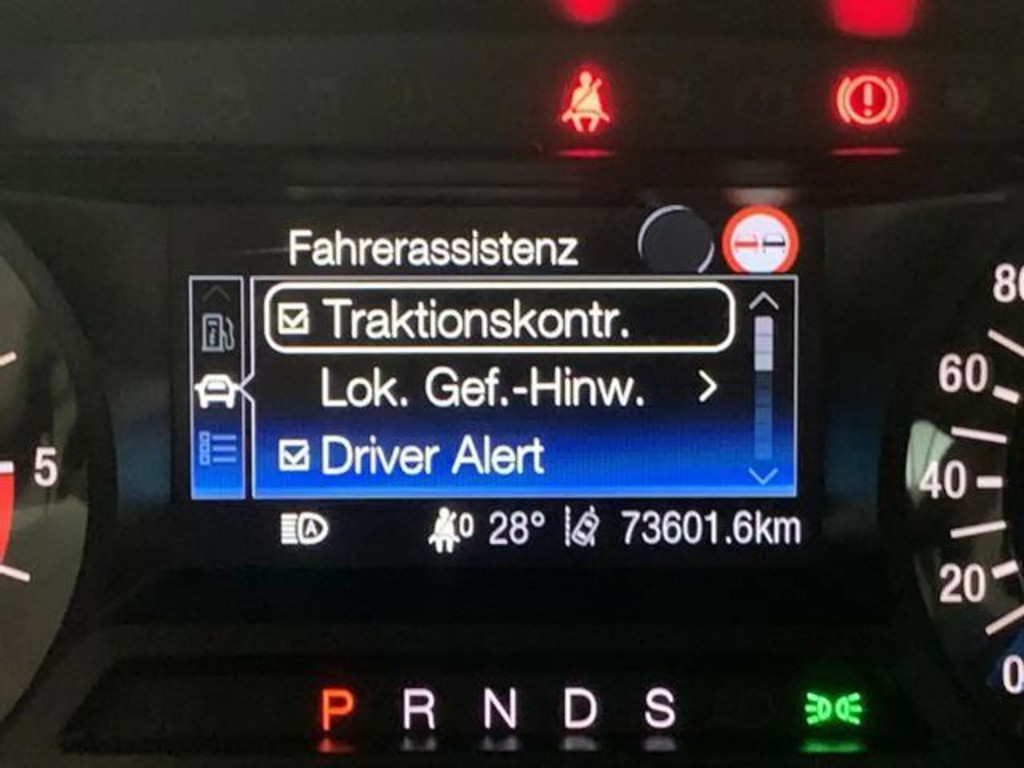 Fahrerassistenz
Traktionskontr.
Lok. Gef.-Hinw. >
Driver Alert
A 0 28° 73601.6km
5
80
60
40
20
0
P R N D S